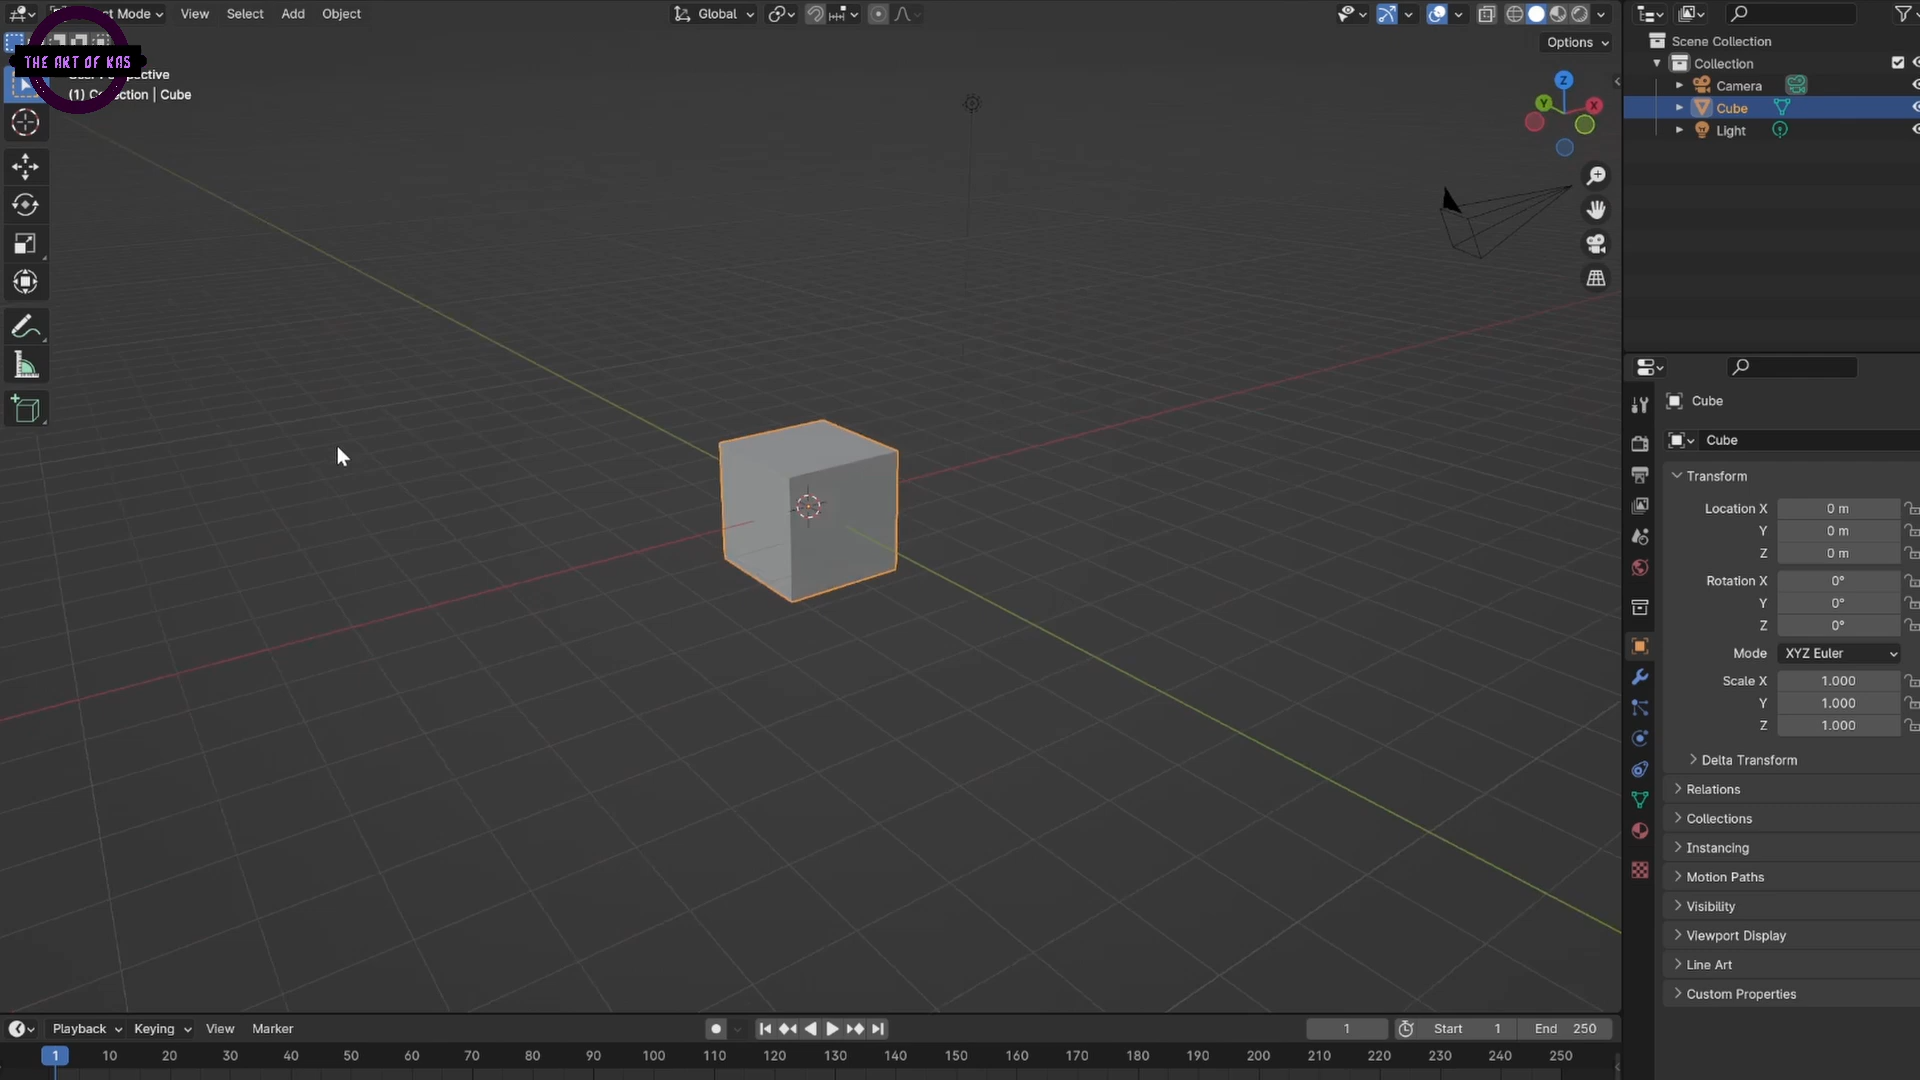 Mode View Select Add Object Global
Options
THE ART OF KAS
(1) Collection | Cube
Z
Y X
Scene Collection
Collection
Camera
Cube
Light
Cube
Cube
Transform
Location X 0 m
Y 0 m
Z 0 m
Rotation X 0°
Y 0°
Z 0°
Mode XYZ Euler
Scale X 1.000
Y 1.000
Z 1.000
Delta Transform
Relations
Collections
Instancing
Motion Paths
Visibility
Viewport Display
Line Art
Custom Properties
Playback Keying View Marker 1 Start 1 End 250
1 10 20 30 40 50 60 70 80 90 100 110 120 130 140 150 160 170 180 190 200 210 220 230 240 250